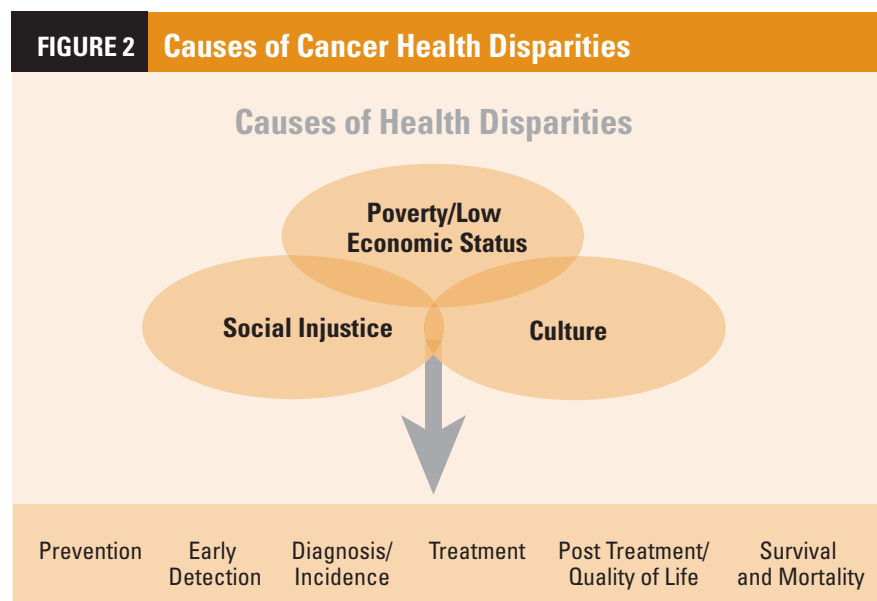 FIGURE 2 Causes of Cancer Health Disparities
Causes of Health Disparities
Poverty/Low
Economic Status
Social Injustice
Culture
Prevention
Early
Detection
Diagnosis/
Incidence
Treatment
Post Treatment/
Quality of Life
Survival
and Mortality